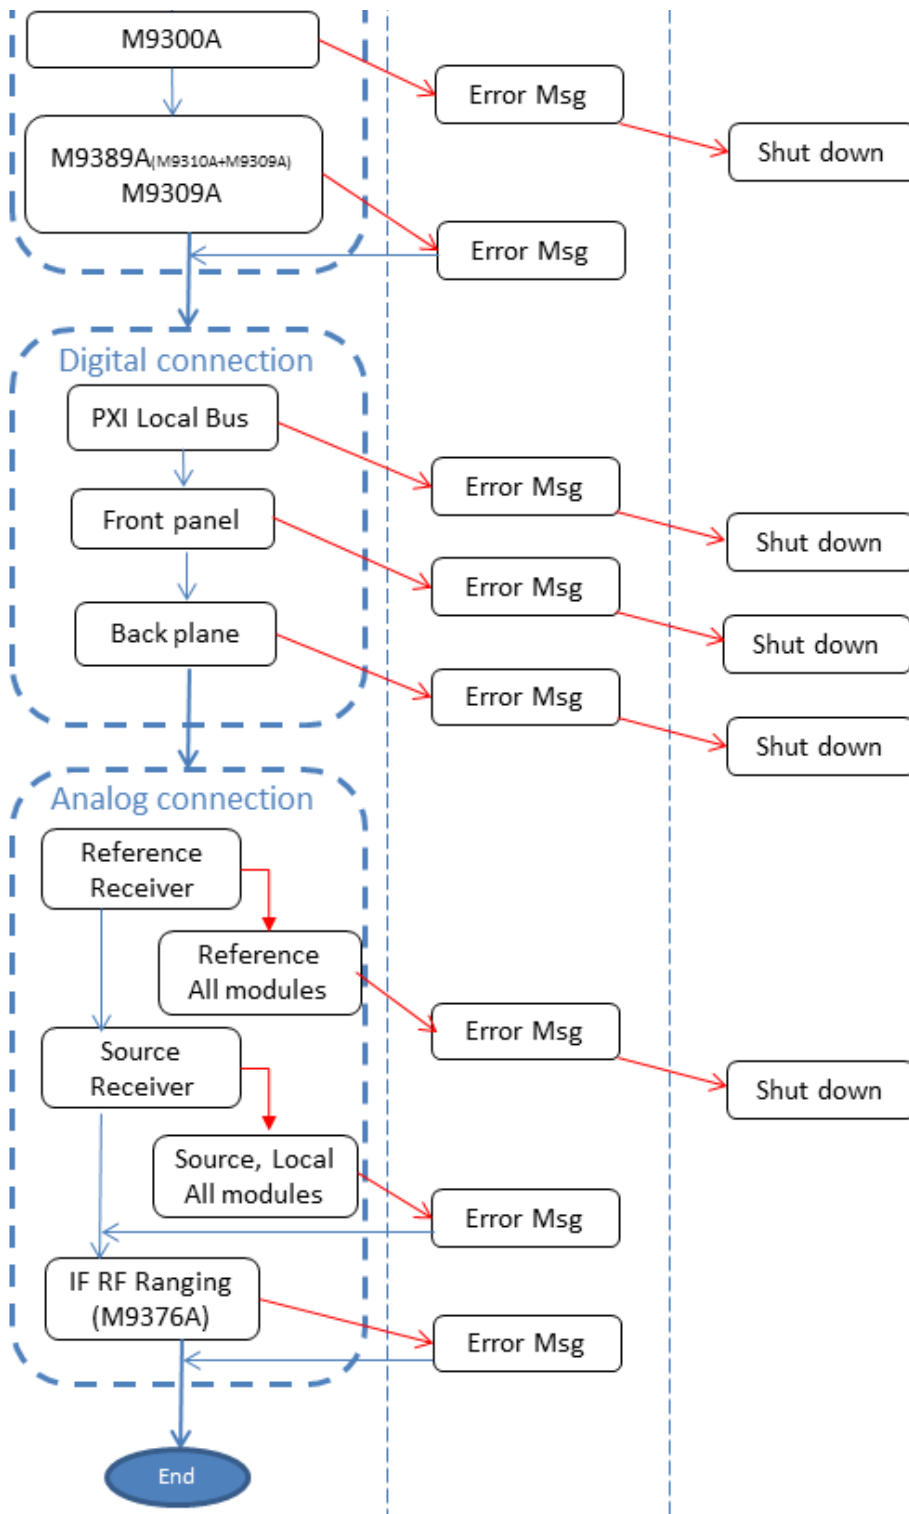 M9300A
Error Msg
Shut down
M9389A(M9310A+M9309A)
M9309A
Error Msg
Digital connection
PXI Local Bus
Error Msg
Shut down
Front panel
Error Msg
Shut down
Back plane
Error Msg
Shut down
Analog connection
Reference
Receiver
Reference
All modules
Error Msg
Shut down
Source
Receiver
Source, Local
All modules
Error Msg
IF RF Ranging
(M9376A)
Error Msg
End